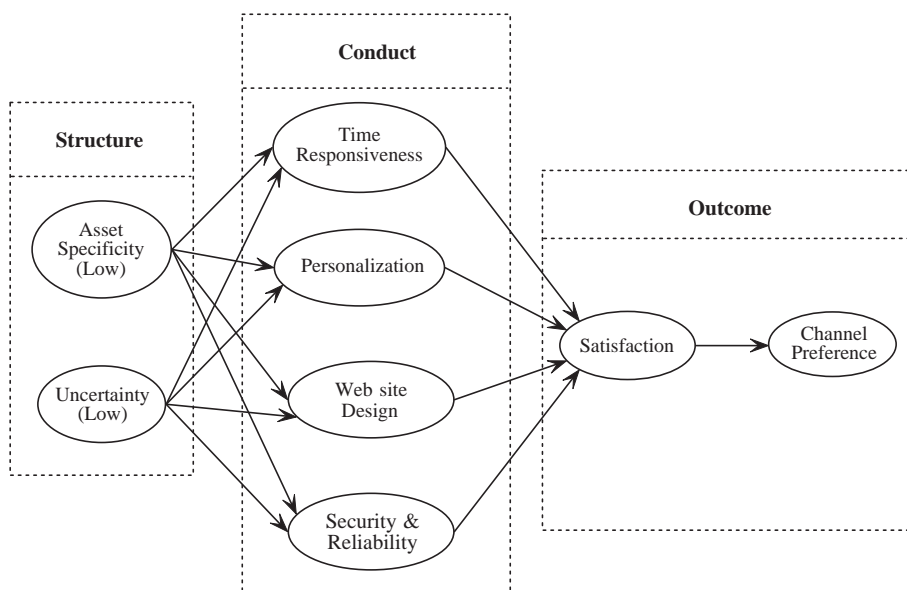 Structure
Asset
Specificity
(Low)
Uncertainty
(Low)
Conduct
Time
Responsiveness
Personalization
Web site
Design
Security &
Reliability
Outcome
Satisfaction
Channel
Preference